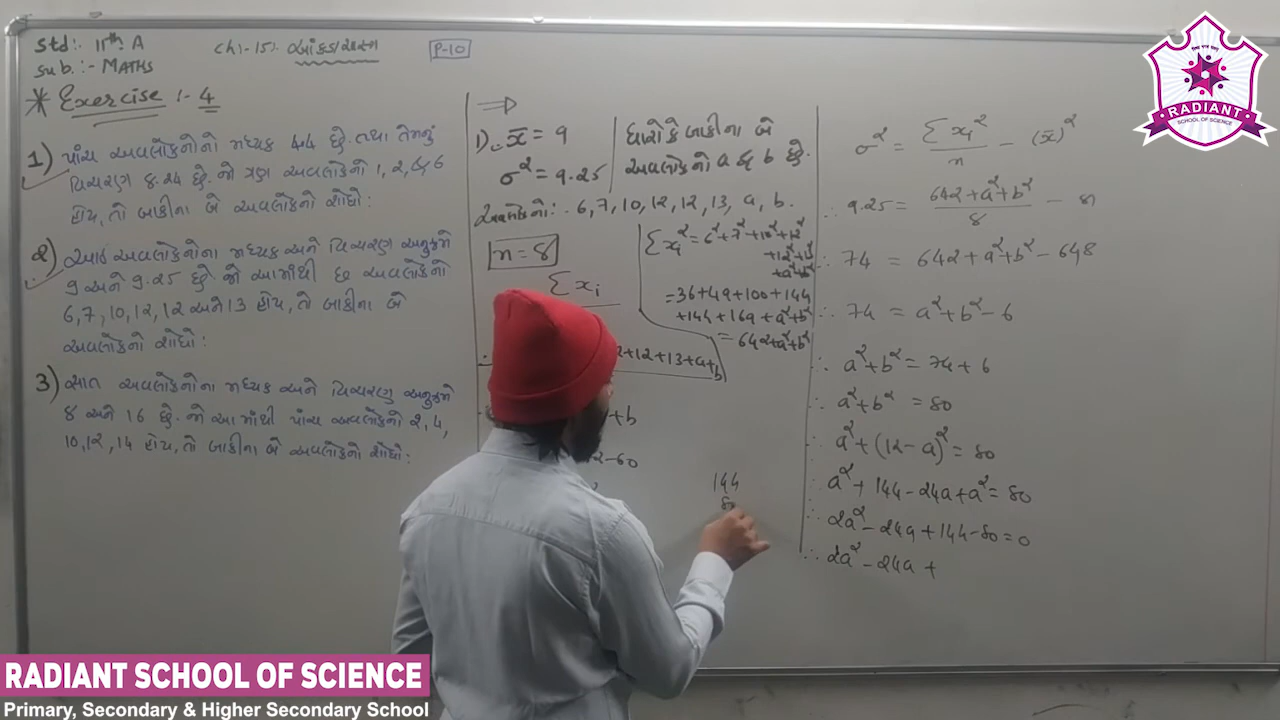 Std:- 11th A
Sub.:- MATHS
Ch:-15:- આંકડાશાસ્ત્ર
P-10
* Exercise :- 4
1) પાંચ અવલોકનોનો મધ્યક 4.4 છે. તથા તેમનું
વિચરણ 8.24 છે. જો ત્રણ અવલોકનો 1, 2, 6
હોય, તો બાકીના બે અવલોકનો શોધો:
2) આઠ અવલોકનોના મધ્યક અને વિચરણ અનુક્રમે
9 અને 9.25 છે. જો આમાંથી છ અવલોકનો
6, 7, 10, 12, 12 અને 13 હોય, તો બાકીના બે
અવલોકનો શોધો:
3) સાત અવલોકનોના મધ્યક અને વિચરણ અનુક્રમે
8 અને 16 છે. જો આમાંથી પાંચ અવલોકનો 2, 4,
10, 12, 14 હોય, તો બાકીના બે અવલોકનો શોધો:
⇒
1) x̄ = 9
σ² = 9.25
ધારો કે બાકીના બે
અવલોકનો a & b છે.
અવલોકનો: 6, 7, 10, 12, 12, 13, a, b.
n = 8
Σxi
2+12+13+a+b
+b
-60
Σxi² = 6²+7²+10²+12²
+12²+13²
+a²+b²
=36+49+100+144
+144+169+a²+b²
= 642+a²+b²
144
80
σ² = Σxi²/n - (x̄)²
∴ 9.25 = 642+a²+b²/8 - 81
∴ 74 = 642+a²+b²-648
∴ 74 = a²+b²-6
∴ a²+b² = 74+6
∴ a²+b² = 80
∴ a²+(12-a)² = 80
∴ a²+144-24a+a² = 80
∴ 2a²-24a+144-80=0
∴ 2a²-24a+
RADIANT
SCHOOL OF SCIENCE
RADIANT SCHOOL OF SCIENCE
Primary, Secondary & Higher Secondary School